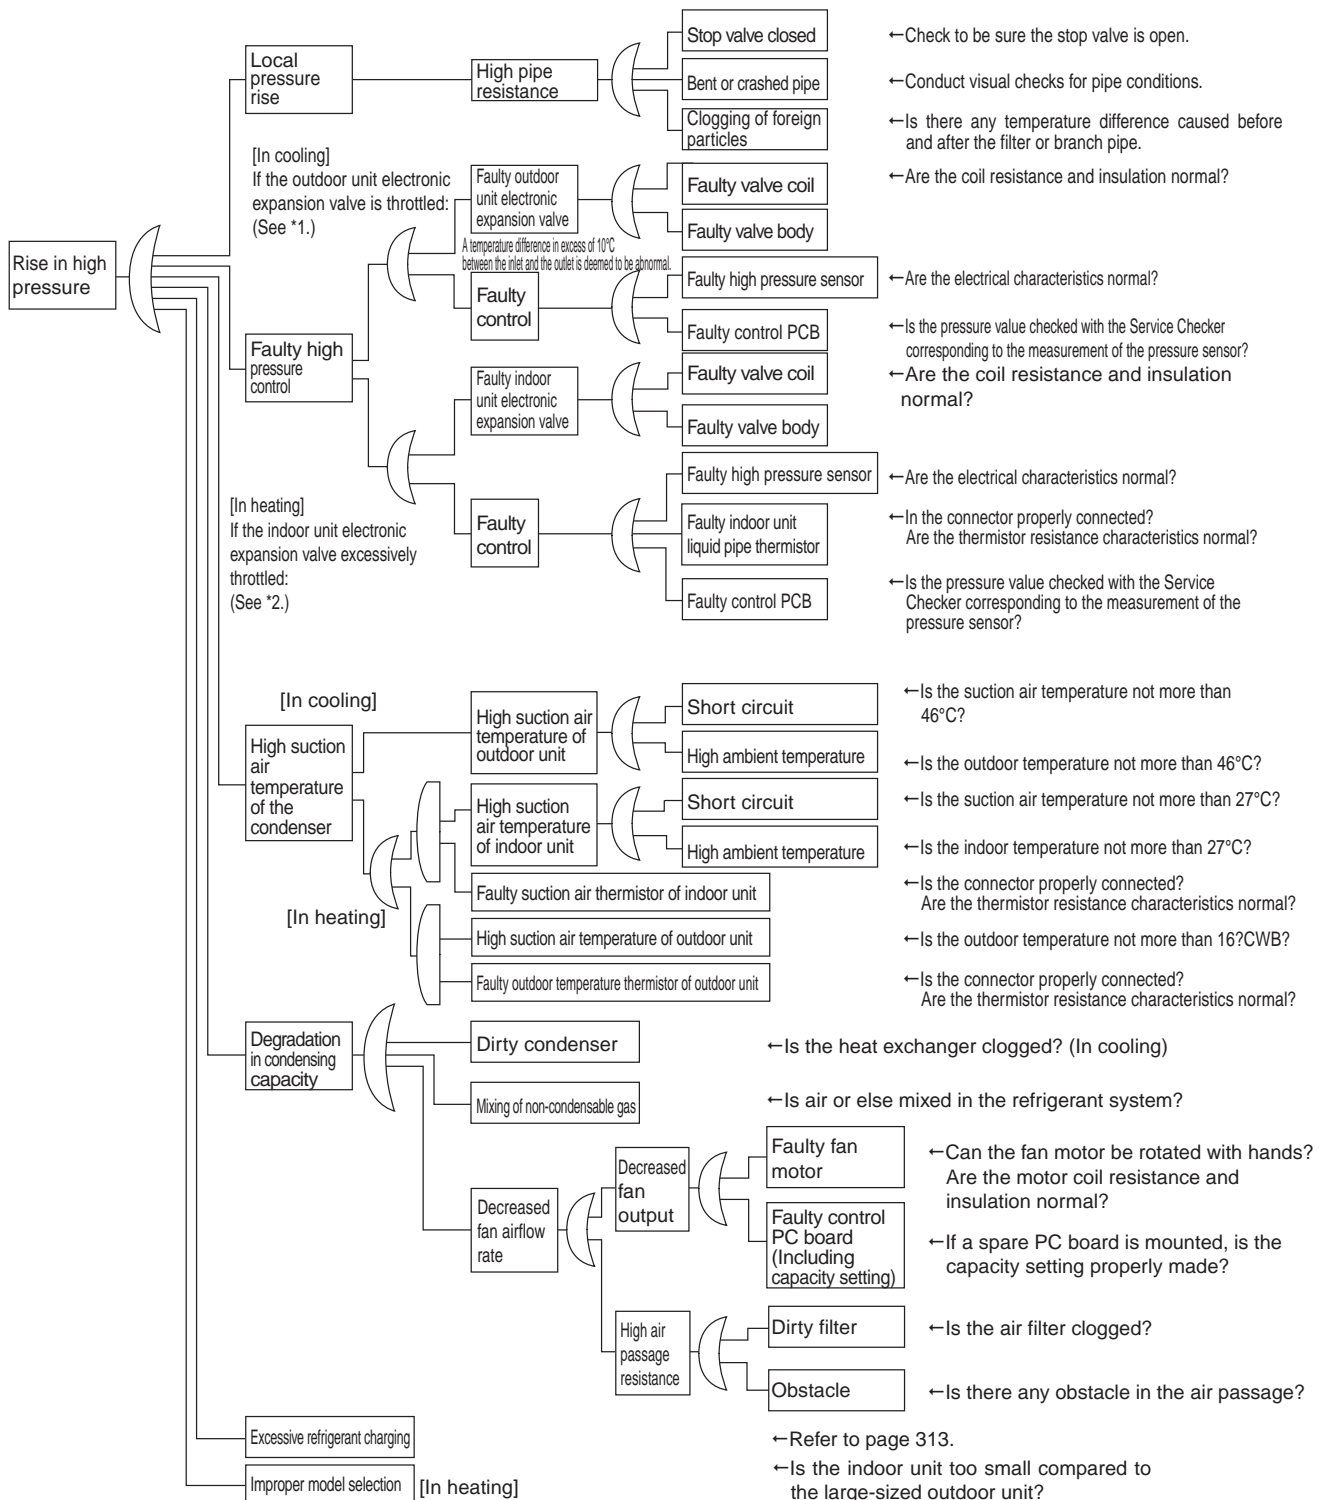 Rise in high
pressure
Local
pressure
rise
High pipe
resistance
Stop valve closed
←Check to be sure the stop valve is open.
Bent or crashed pipe
←Conduct visual checks for pipe conditions.
Clogging of foreign
particles
←Is there any temperature difference caused before
and after the filter or branch pipe.
[In cooling]
If the outdoor unit electronic
expansion valve is throttled:
(See *1.)
Faulty high
pressure
control
Faulty outdoor
unit electronic
expansion valve
A temperature difference in excess of 10°C
between the inlet and the outlet is deemed to be abnormal.
Faulty valve coil
←Are the coil resistance and insulation normal?
Faulty valve body
Faulty
control
Faulty high pressure sensor
←Are the electrical characteristics normal?
Faulty control PCB
←Is the pressure value checked with the Service Checker
corresponding to the measurement of the pressure sensor?
[In heating]
If the indoor unit electronic
expansion valve excessively
throttled:
(See *2.)
Faulty indoor
unit electronic
expansion valve
Faulty valve coil
←Are the coil resistance and insulation
normal?
Faulty valve body
Faulty
control
Faulty high pressure sensor
←Are the electrical characteristics normal?
Faulty indoor unit
liquid pipe thermistor
←In the connector properly connected?
Are the thermistor resistance characteristics normal?
Faulty control PCB
←Is the pressure value checked with the Service
Checker corresponding to the measurement of the
pressure sensor?
High suction
air
temperature
of the
condenser
[In cooling]
High suction air
temperature of
outdoor unit
Short circuit
←Is the suction air temperature not more than
46°C?
High ambient temperature
←Is the outdoor temperature not more than 46°C?
[In heating]
High suction
air temperature
of indoor unit
Short circuit
←Is the suction air temperature not more than 27°C?
High ambient temperature
←Is the indoor temperature not more than 27°C?
Faulty suction air thermistor of indoor unit
←Is the connector properly connected?
Are the thermistor resistance characteristics normal?
High suction air temperature of outdoor unit
←Is the outdoor temperature not more than 16?CWB?
Faulty outdoor temperature thermistor of outdoor unit
←Is the connector properly connected?
Are the thermistor resistance characteristics normal?
Degradation
in condensing
capacity
Dirty condenser
←Is the heat exchanger clogged? (In cooling)
Mixing of non-condensable gas
←Is air or else mixed in the refrigerant system?
Decreased
fan airflow
rate
Decreased
fan
output
Faulty fan
motor
←Can the fan motor be rotated with hands?
Are the motor coil resistance and
insulation normal?
Faulty control
PC board
(Including
capacity setting)
←If a spare PC board is mounted, is the
capacity setting properly made?
High air
passage
resistance
Dirty filter
←Is the air filter clogged?
Obstacle
←Is there any obstacle in the air passage?
Excessive refrigerant charging
←Refer to page 313.
Improper model selection
[In heating]
←Is the indoor unit too small compared to
the large-sized outdoor unit?